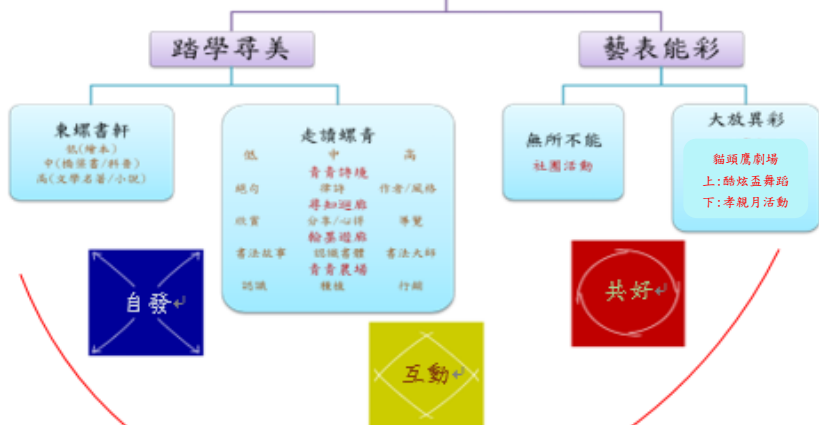 踏學尋美
藝表能彩
東螺書軒
低(繪本)
中(橋梁書/科普)
高(文學名著/小說)
走讀螺青
低 中 高
青青詩境
絕句 律詩 作者/風格
尋知迴廊
欣賞 分享/心得 導覽
翰墨迴廊
書法故事 認識書體 書法大師
青青農場
認識 種植 行銷
無所不能
社團活動
大放異彩
貓頭鷹劇場
上:酷炫盃舞蹈
下:孝親月活動
自發
互動
共好